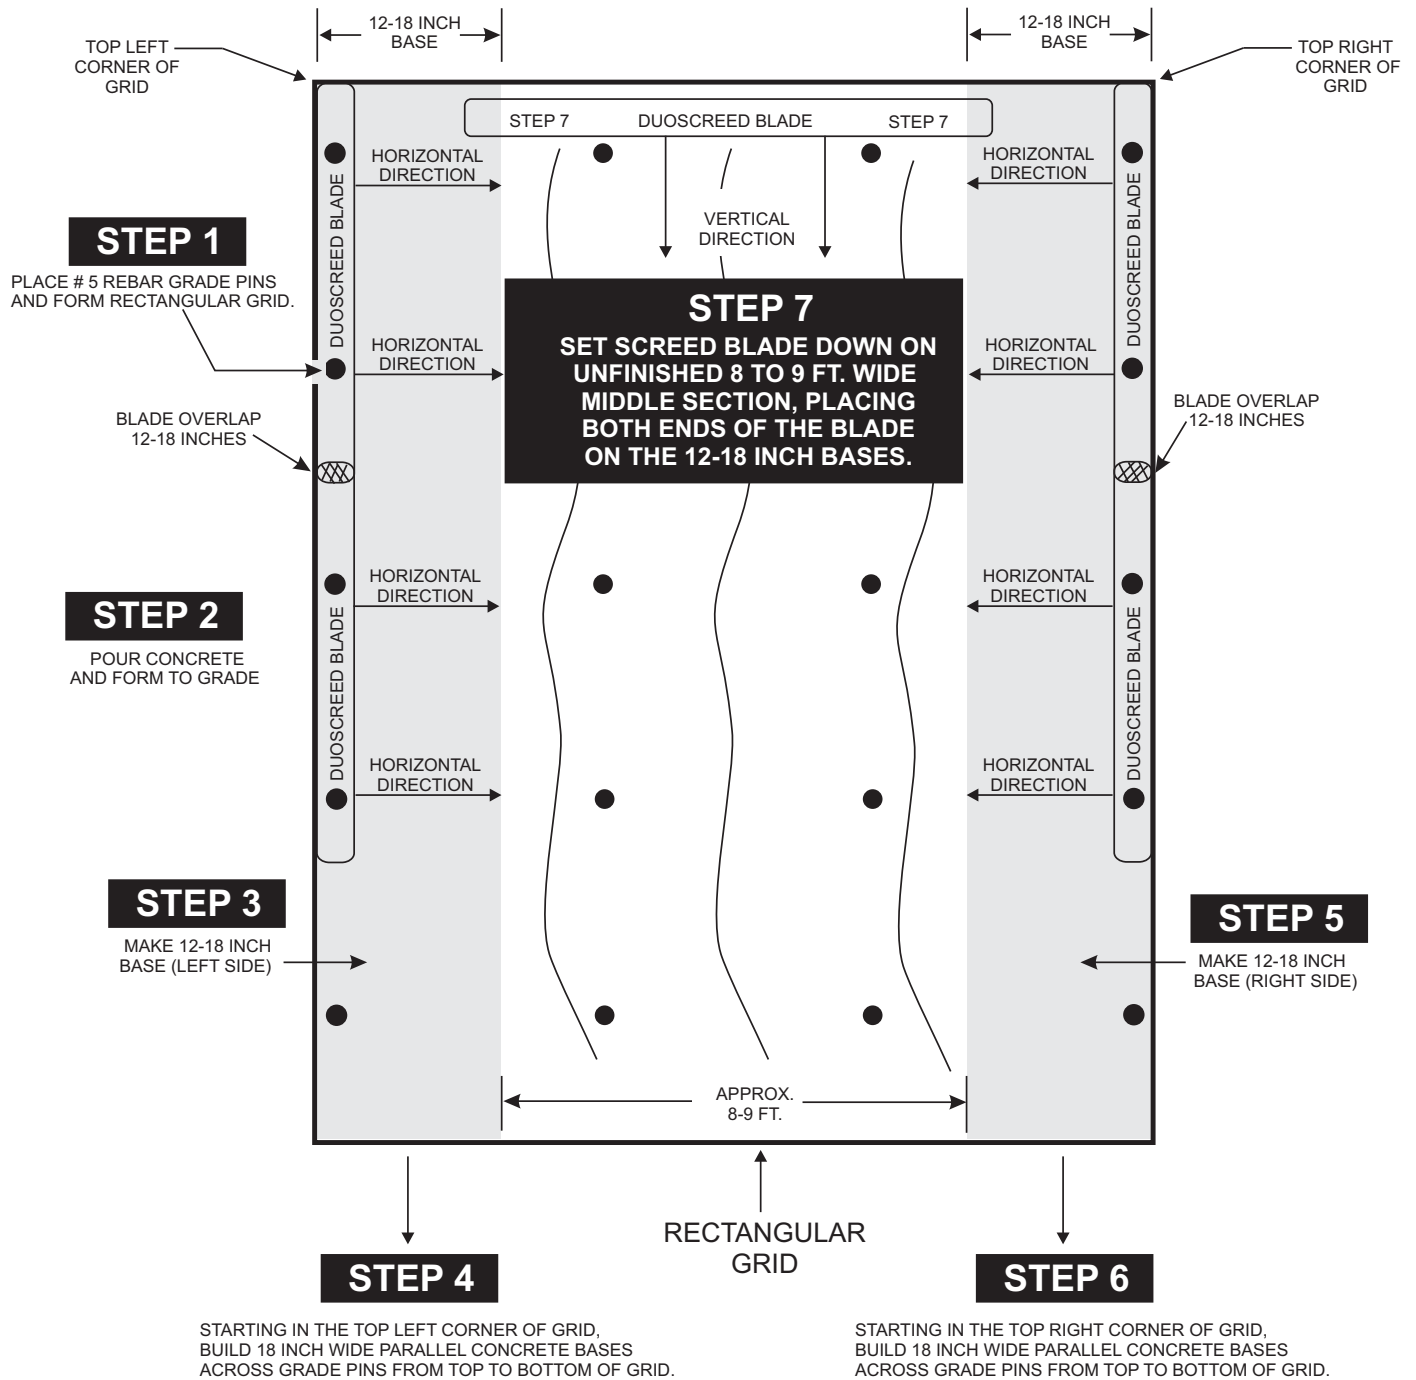 12-18 INCH
BASE
12-18 INCH
BASE
TOP LEFT
CORNER OF
GRID
TOP RIGHT
CORNER OF
GRID
STEP 7
DUOSCREED BLADE
STEP 7
HORIZONTAL
DIRECTION
HORIZONTAL
DIRECTION
DUOSCREED BLADE
DUOSCREED BLADE
VERTICAL
DIRECTION
STEP 1
PLACE # 5 REBAR GRADE PINS
AND FORM RECTANGULAR GRID.
STEP 7
SET SCREED BLADE DOWN ON
UNFINISHED 8 TO 9 FT. WIDE
MIDDLE SECTION, PLACING
BOTH ENDS OF THE BLADE
ON THE 12-18 INCH BASES.
HORIZONTAL
DIRECTION
HORIZONTAL
DIRECTION
BLADE OVERLAP
12-18 INCHES
BLADE OVERLAP
12-18 INCHES
HORIZONTAL
DIRECTION
HORIZONTAL
DIRECTION
STEP 2
POUR CONCRETE
AND FORM TO GRADE
DUOSCREED BLADE
DUOSCREED BLADE
HORIZONTAL
DIRECTION
HORIZONTAL
DIRECTION
STEP 3
MAKE 12-18 INCH
BASE (LEFT SIDE)
STEP 5
MAKE 12-18 INCH
BASE (RIGHT SIDE)
APPROX.
8-9 FT.
RECTANGULAR
GRID
STEP 4
STARTING IN THE TOP LEFT CORNER OF GRID,
BUILD 18 INCH WIDE PARALLEL CONCRETE BASES
ACROSS GRADE PINS FROM TOP TO BOTTOM OF GRID.
STEP 6
STARTING IN THE TOP RIGHT CORNER OF GRID,
BUILD 18 INCH WIDE PARALLEL CONCRETE BASES
ACROSS GRADE PINS FROM TOP TO BOTTOM OF GRID.